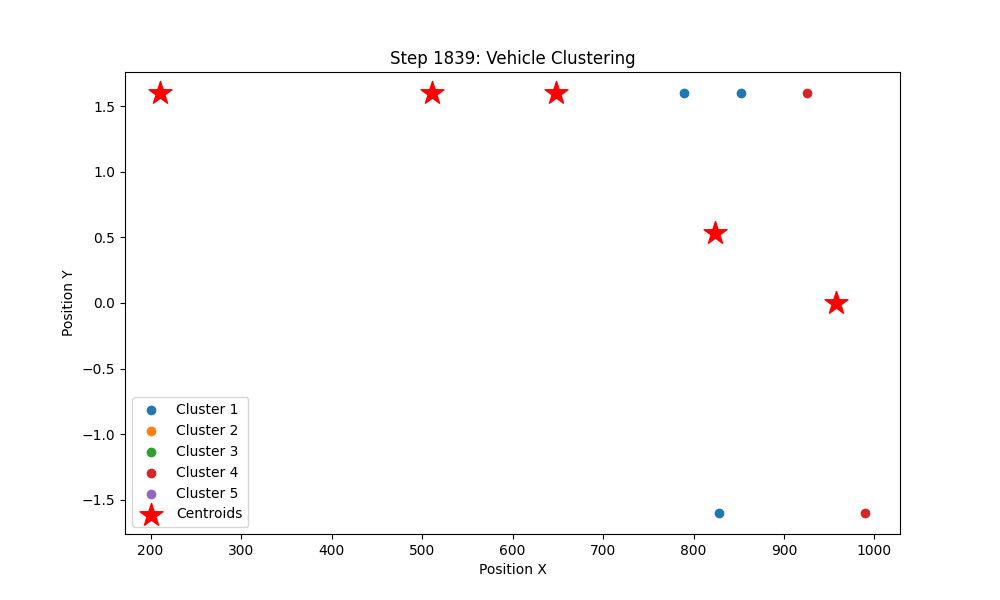 Step 1839: Vehicle Clustering
Position Y
1.5
1.0
0.5
0.0
−0.5
−1.0
−1.5
Cluster 1
Cluster 2
Cluster 3
Cluster 4
Cluster 5
Centroids
200 300 400 500 600 700 800 900 1000
Position X